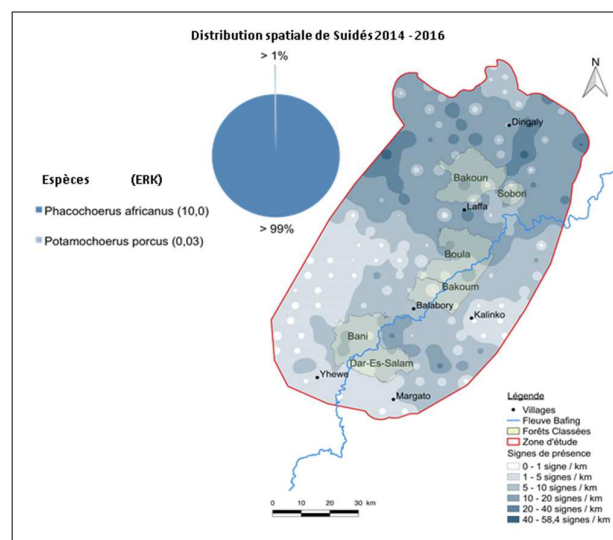 Distribution spatiale de Suidés 2014 - 2016
> 1%
Espèces (ERK)
Phacochoerus africanus (10,0)
Potamochoerus porcus (0,03)
> 99%
N
Dingaly
Bakoun
Sobori
Laffa
Boula
Bakoum
Balabory
Kalinko
Bani
Dar-Es-Salam
Yhewe
Margato
Légende
Villages
Fleuve Bafing
Forêts Classées
Zone d'étude
Signes de présence
0 - 1 signe / km
1 - 5 signes / km
5 - 10 signes / km
10 - 20 signes / km
20 - 40 signes / km
40 - 58,4 signes / km
10 0 10 20 30 km